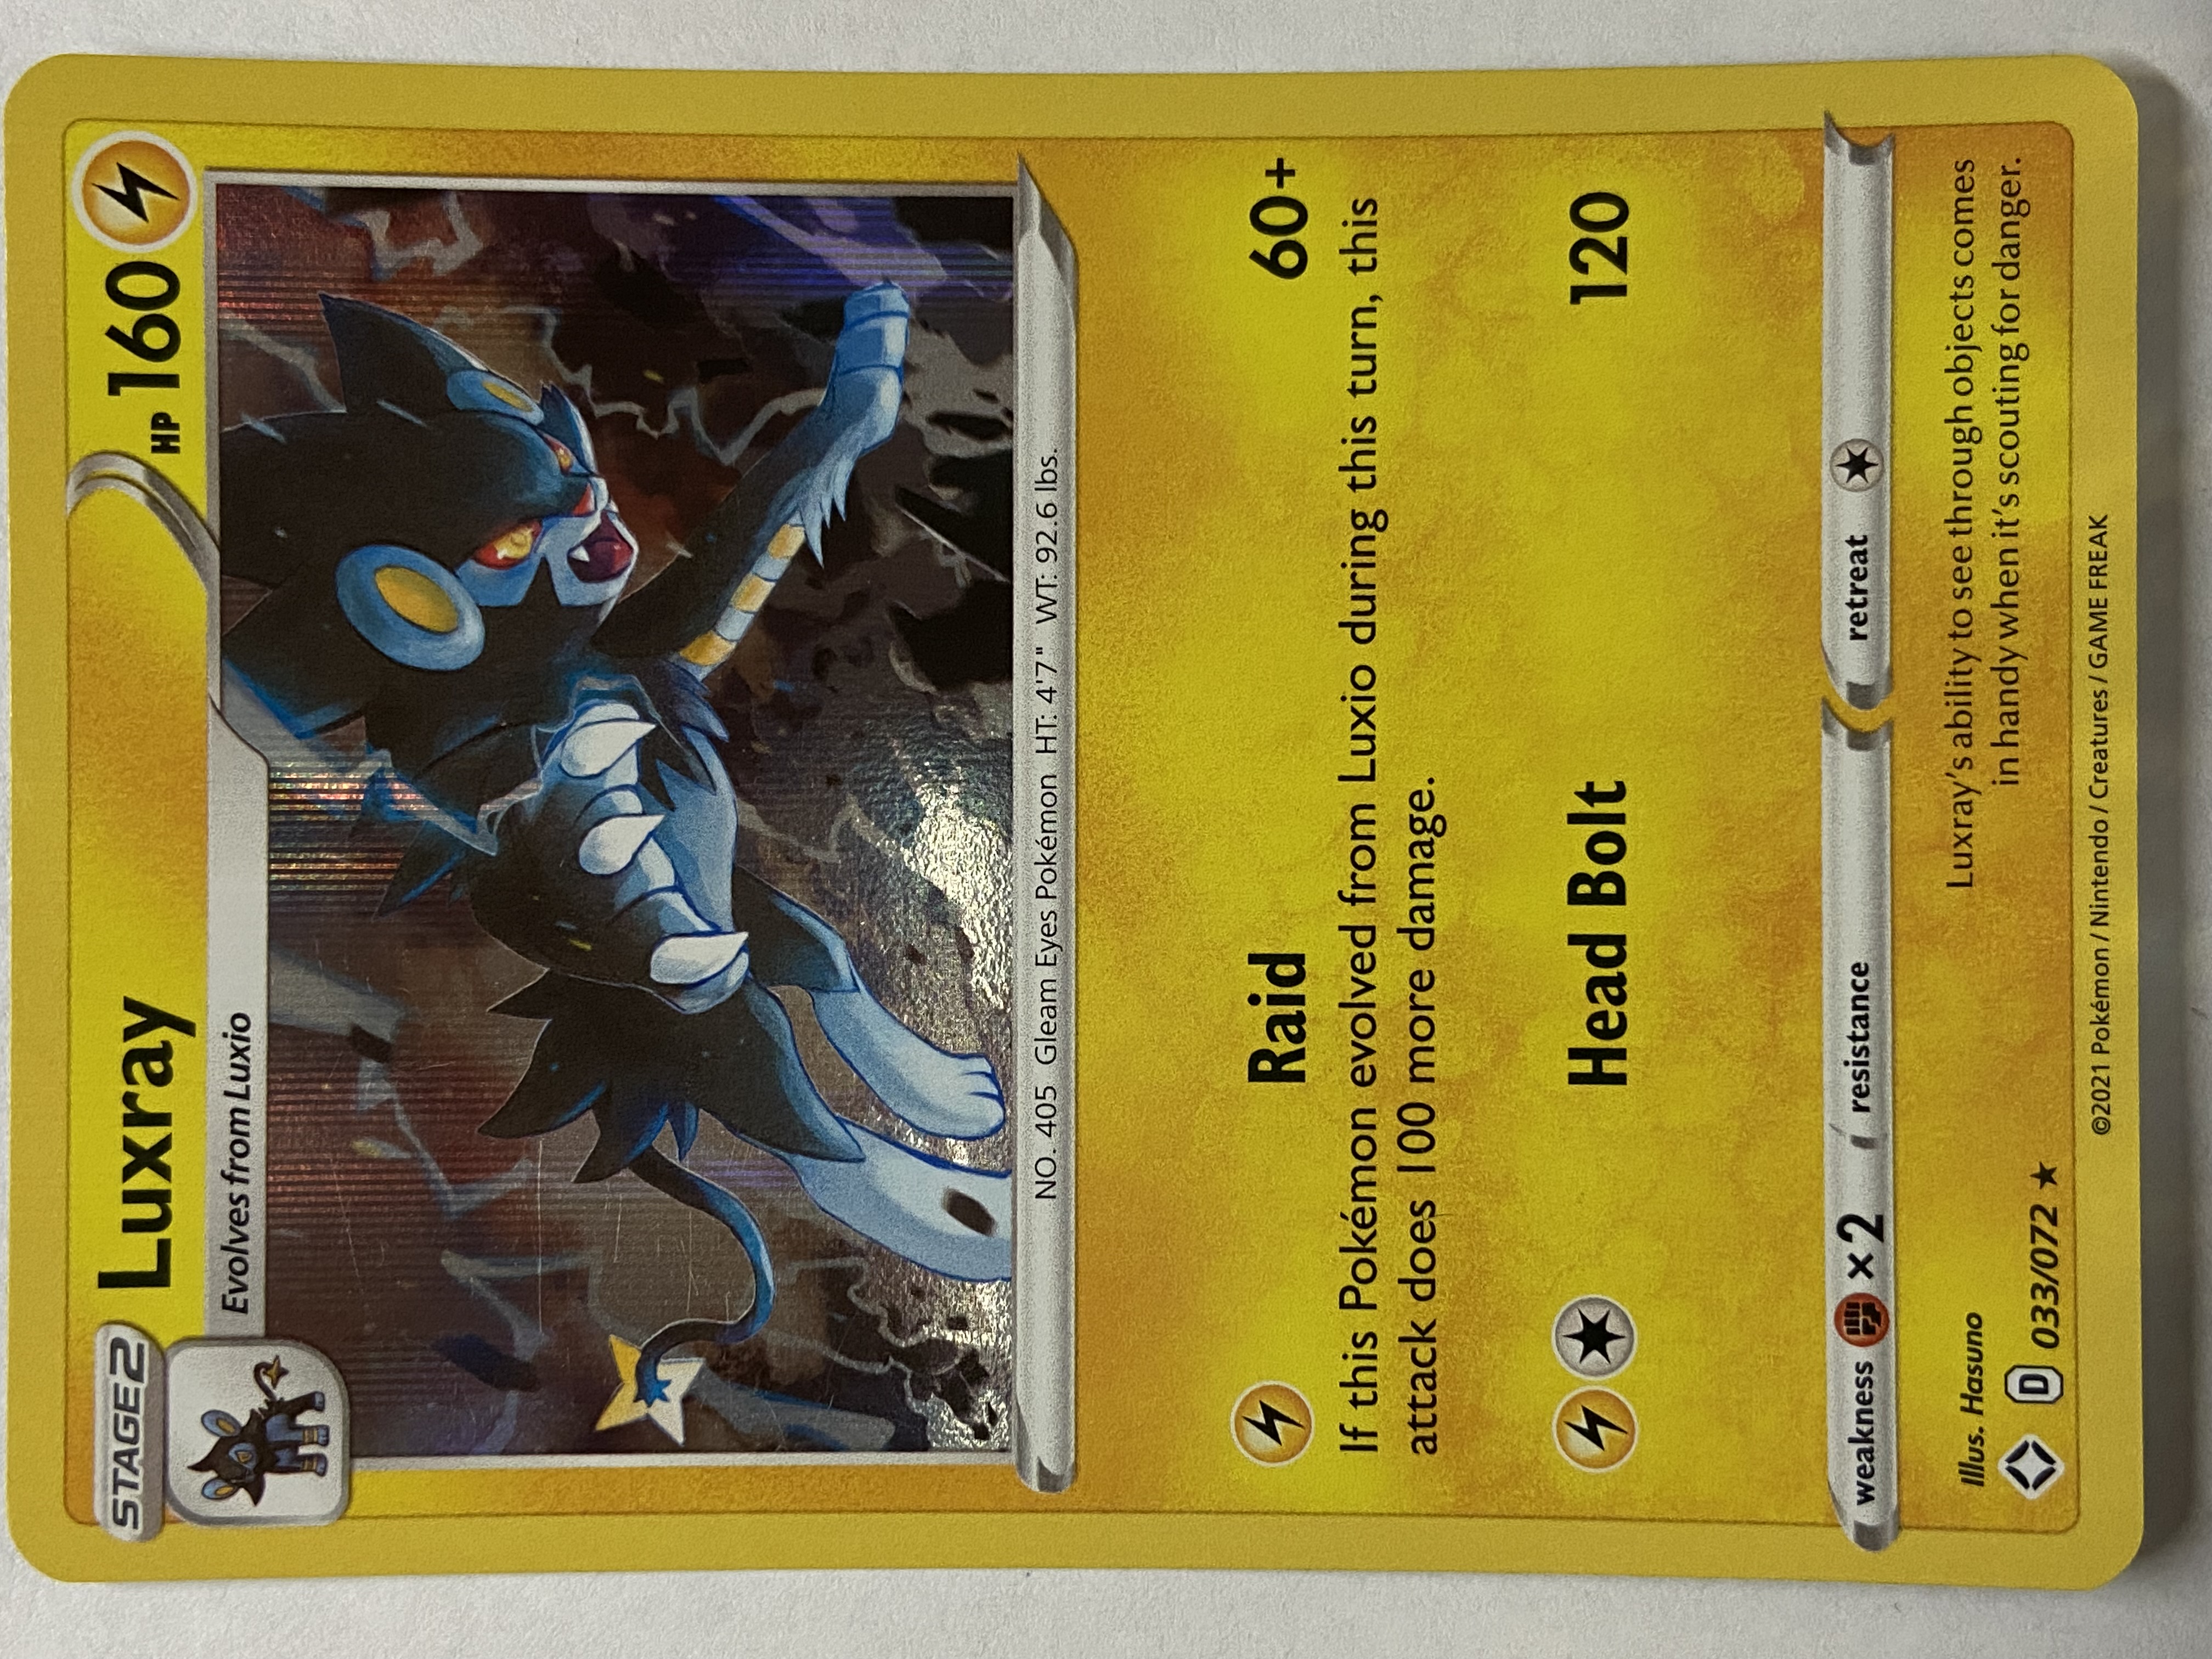 STAGE 2 Luxray HP 160
Evolves from Luxio
NO. 405 Gleam Eyes Pokémon HT: 4'7" WT: 92.6 lbs.
Raid 60+
If this Pokémon evolved from Luxio during this turn, this
attack does 100 more damage.
Head Bolt 120
weakness ×2 resistance retreat
Illus. Hasuno
Luxray's ability to see through objects comes
in handy when it's scouting for danger.
D 033/072 ★
©2021 Pokémon / Nintendo / Creatures / GAME FREAK